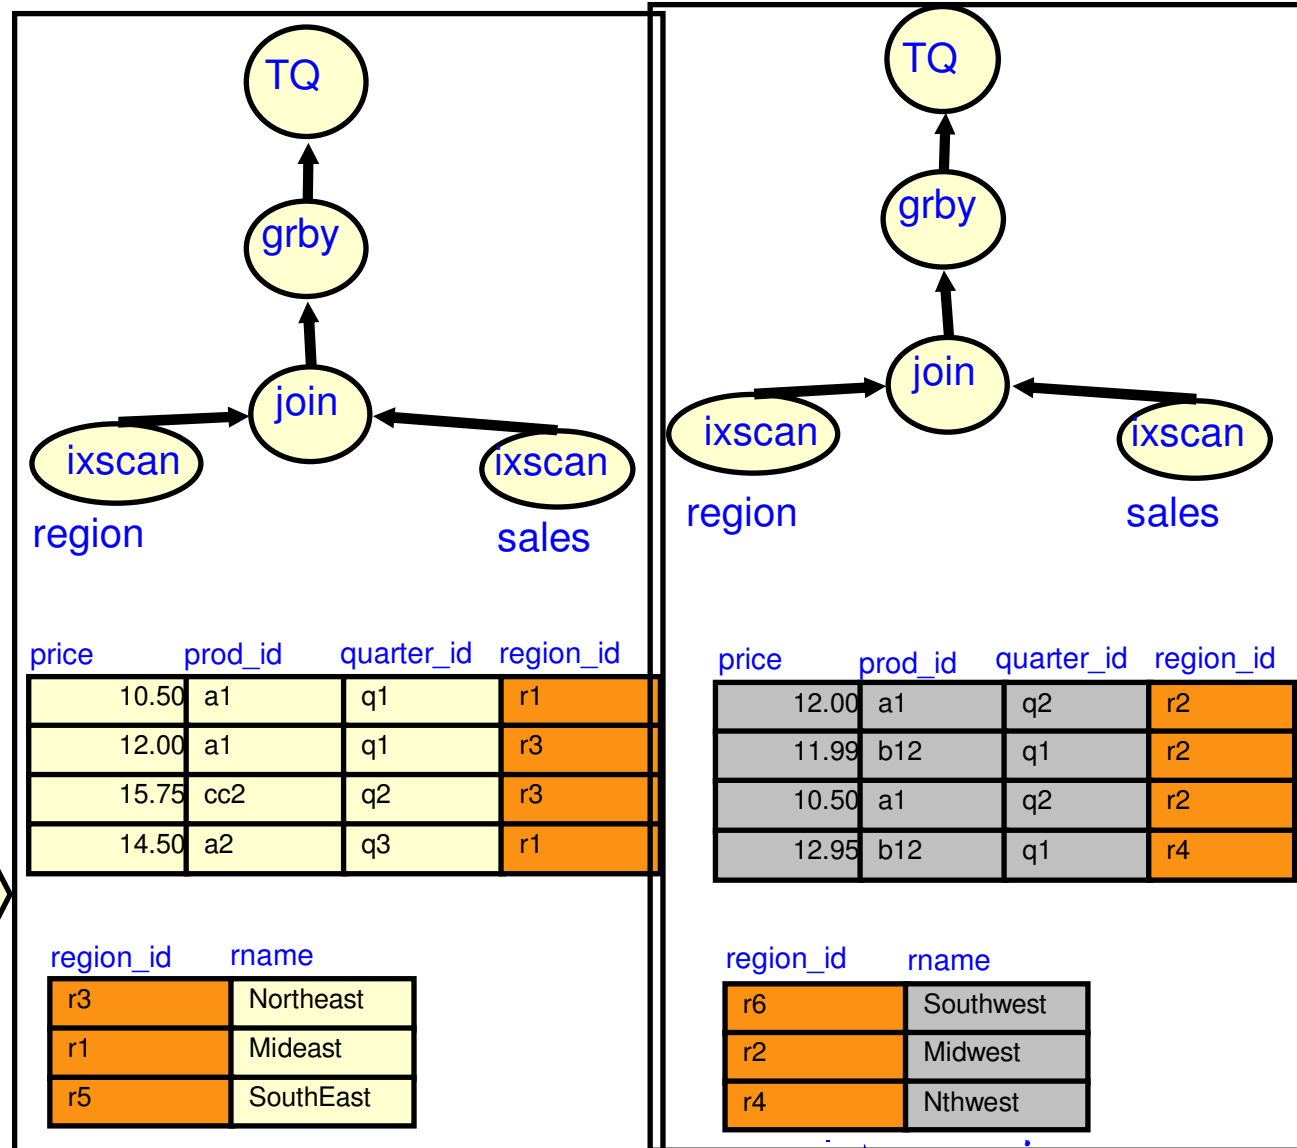 TQ
grby
join
ixscan
ixscan
region
sales
price prod_id quarter_id region_id
10.50 a1 q1 r1
12.00 a1 q1 r3
15.75 cc2 q2 r3
14.50 a2 q3 r1
region_id rname
r3 Northeast
r1 Mideast
r5 SouthEast
TQ
grby
join
ixscan
ixscan
region
sales
price prod_id quarter_id region_id
12.00 a1 q2 r2
11.99 b12 q1 r2
10.50 a1 q2 r2
12.95 b12 q1 r4
region_id rname
r6 Southwest
r2 Midwest
r4 Nthwest